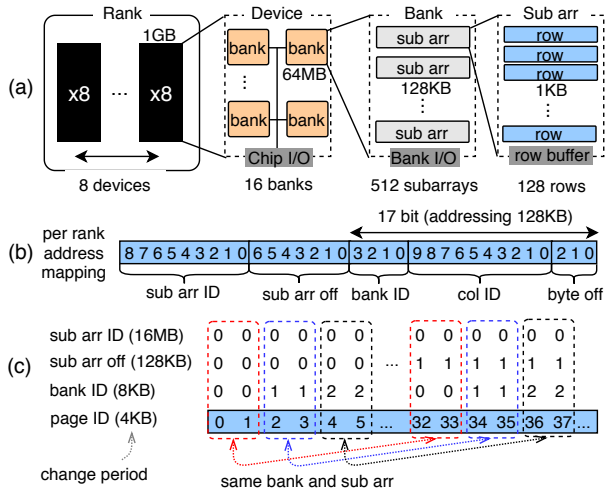 Rank
Device
Bank
Sub arr
(a)
1GB
x8 ... x8
8 devices
bank bank
64MB
bank bank
Chip I/O
16 banks
sub arr
sub arr
128KB
sub arr
Bank I/O
512 subarrays
row
row
row
1KB
row
row buffer
128 rows
17 bit (addressing 128KB)
(b)
per rank
address
mapping
8 7 6 5 4 3 2 1 0 6 5 4 3 2 1 0 3 2 1 0 9 8 7 6 5 4 3 2 1 0 2 1 0
sub arr ID sub arr off bank ID col ID byte off
(c)
sub arr ID (16MB) 0 0 0 0 0 0 0 0 0 0 0 0
sub arr off (128KB) 0 0 0 0 0 0 ... 1 1 1 1 1 1
bank ID (8KB) 0 0 1 1 2 2 0 0 1 1 2 2
page ID (4KB) 0 1 2 3 4 5 ... 32 33 34 35 36 37 ...
change period
same bank and sub arr